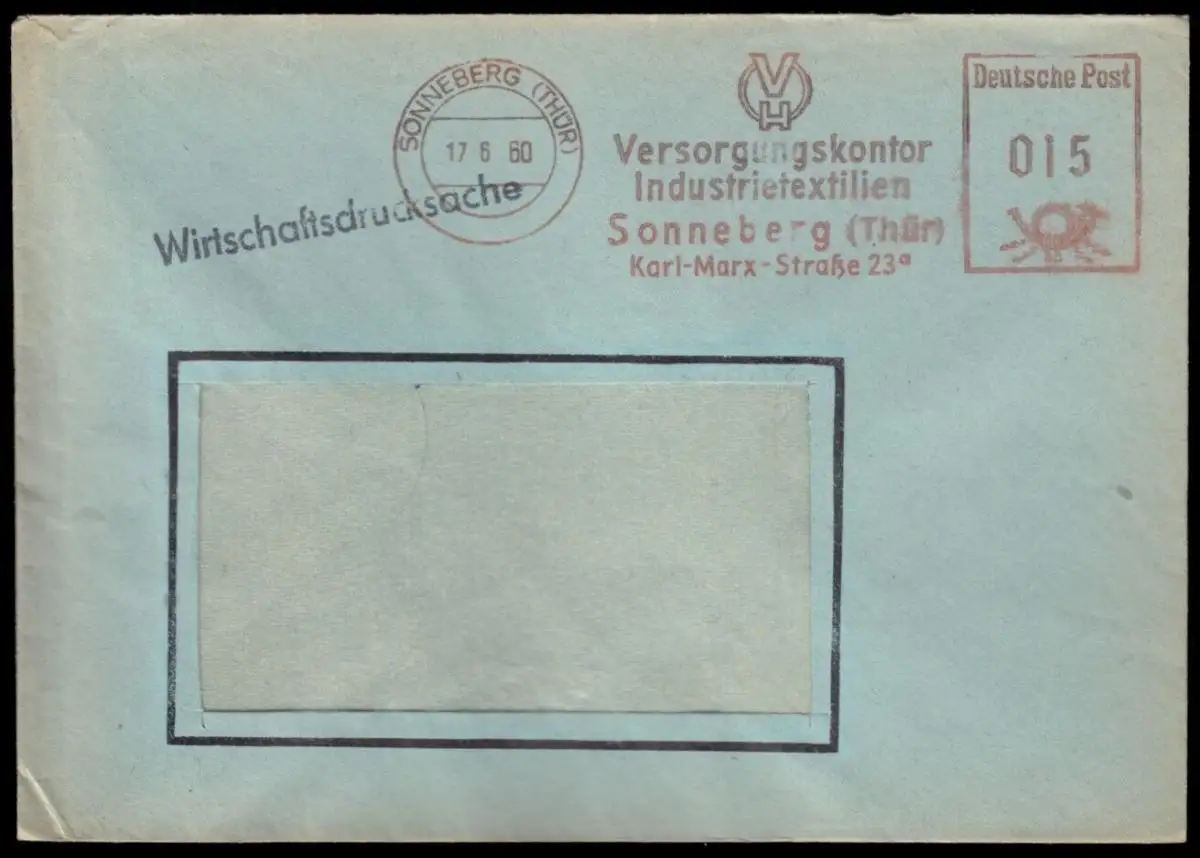 SONNEBERG (THÜR)
17 6 60
VH
Versorgungskontor
Industrietextilien
Sonneberg (Thür)
Karl-Marx-Straße 23a
Deutsche Post
015
Wirtschaftsdrucksache